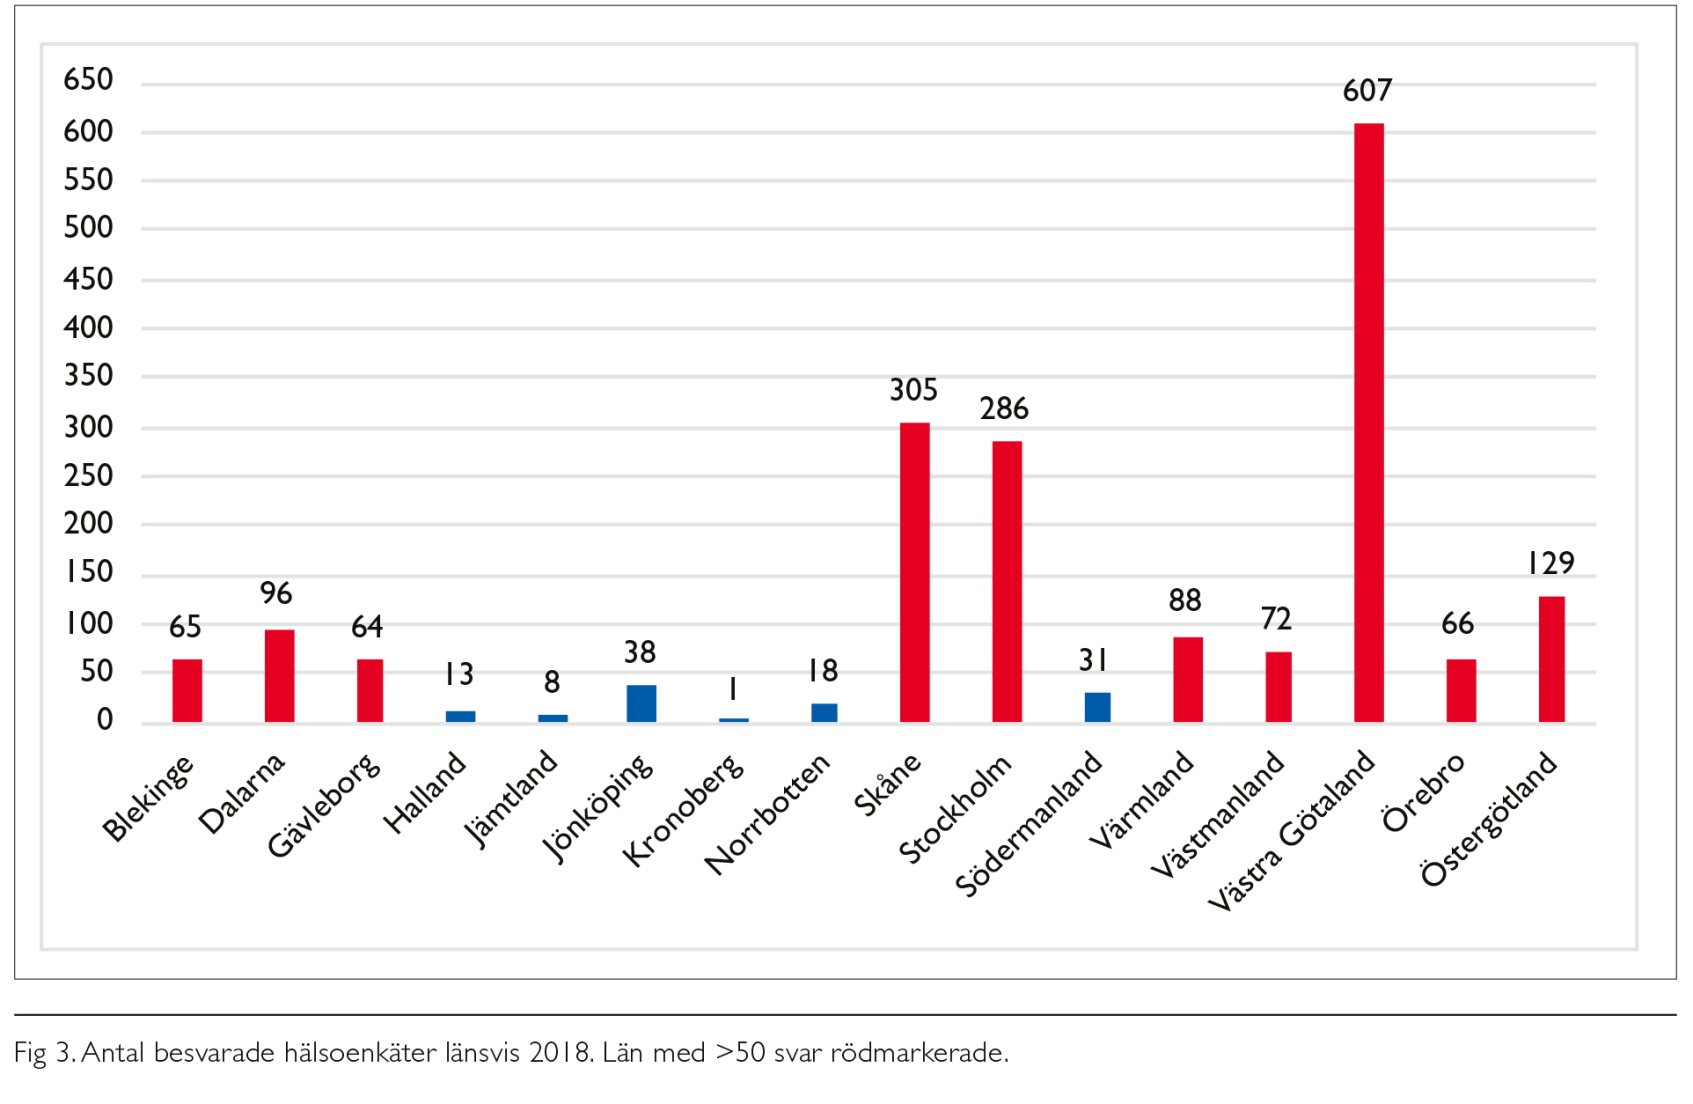 650
600
550
500
450
400
350
300
250
200
150
100
50
0
65
96
64
13
8
38
1
18
305
286
31
88
72
607
66
129
Blekinge
Dalarna
Gävleborg
Halland
Jämtland
Jönköping
Kronoberg
Norrbotten
Skåne
Stockholm
Södermanland
Värmland
Västmanland
Västra Götaland
Örebro
Östergötland
Fig 3. Antal besvarade hälsoenkäter länsvis 2018. Län med >50 svar rödmarkerade.